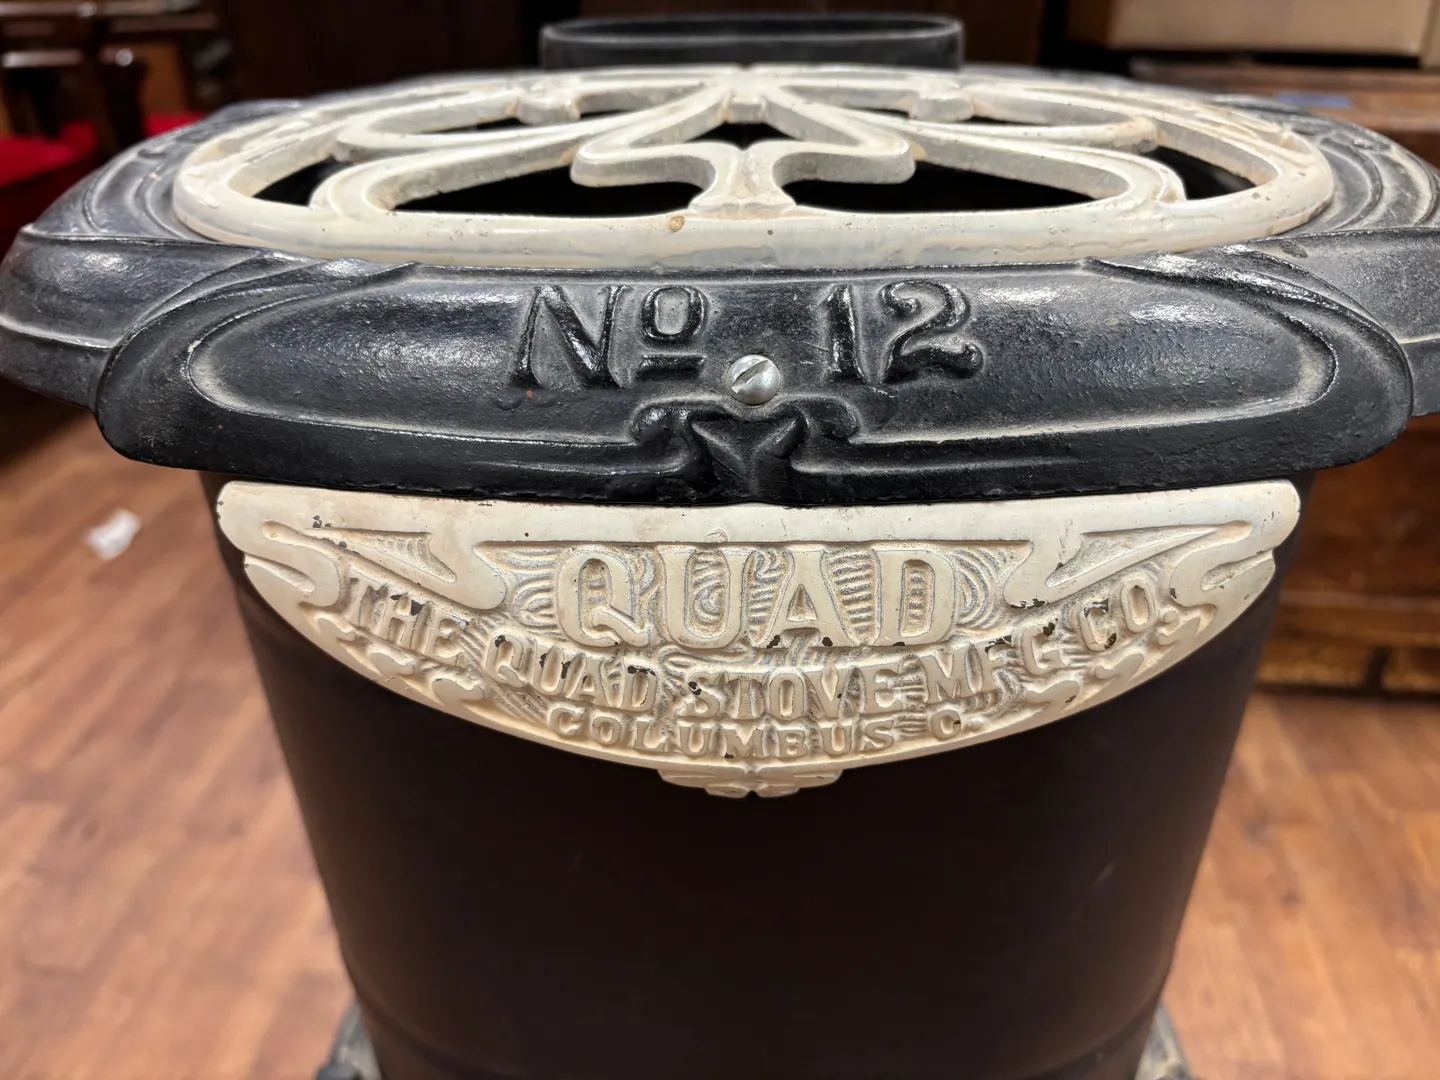 Nº 12
QUAD
THE QUAD STOVE MFG CO.
COLUMBUS O.